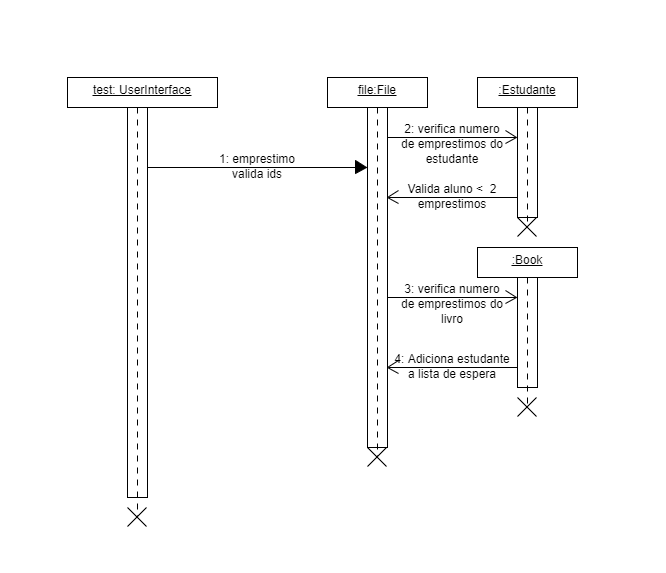 test: UserInterface
file:File
:Estudante
2: verifica numero
de emprestimos do
estudante
1: emprestimo
valida ids
Valida aluno < 2
emprestimos
:Book
3: verifica numero
de emprestimos do
livro
4: Adiciona estudante
a lista de espera